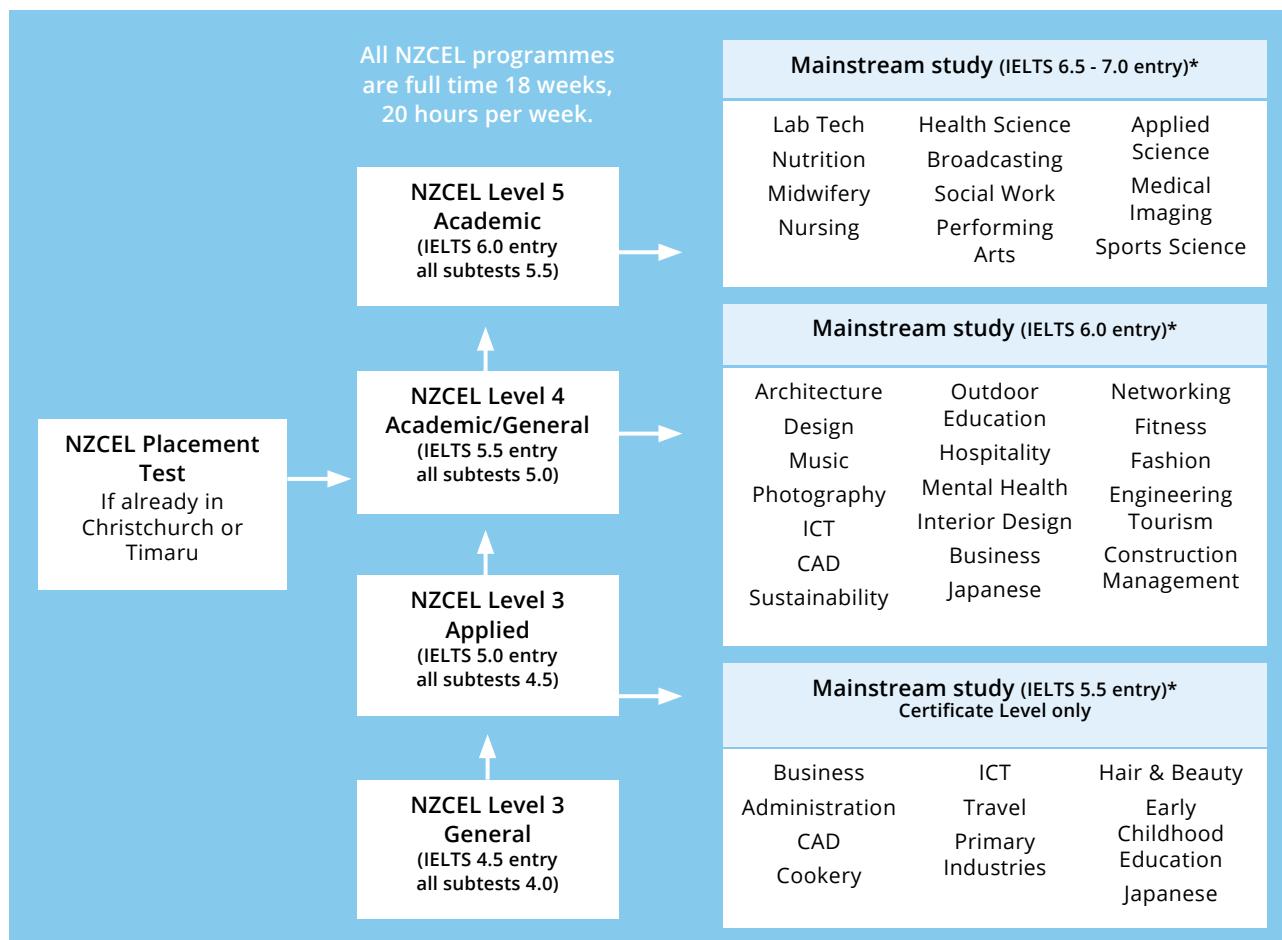 All NZCEL programmes
are full time 18 weeks,
20 hours per week.
NZCEL Placement
Test
If already in
Christchurch or
Timaru
NZCEL Level 5
Academic
(IELTS 6.0 entry
all subtests 5.5)
NZCEL Level 4
Academic/General
(IELTS 5.5 entry
all subtests 5.0)
NZCEL Level 3
Applied
(IELTS 5.0 entry
all subtests 4.5)
NZCEL Level 3
General
(IELTS 4.5 entry
all subtests 4.0)
Mainstream study (IELTS 6.5 - 7.0 entry)*
Lab Tech
Nutrition
Midwifery
Nursing
Health Science
Broadcasting
Social Work
Performing
Arts
Applied
Science
Medical
Imaging
Sports Science
Mainstream study (IELTS 6.0 entry)*
Architecture
Design
Music
Photography
ICT
CAD
Sustainability
Outdoor
Education
Hospitality
Mental Health
Interior Design
Business
Japanese
Networking
Fitness
Fashion
Engineering
Tourism
Construction
Management
Mainstream study (IELTS 5.5 entry)*
Certificate Level only
Business
Administration
CAD
Cookery
ICT
Travel
Primary
Industries
Hair & Beauty
Early
Childhood
Education
Japanese